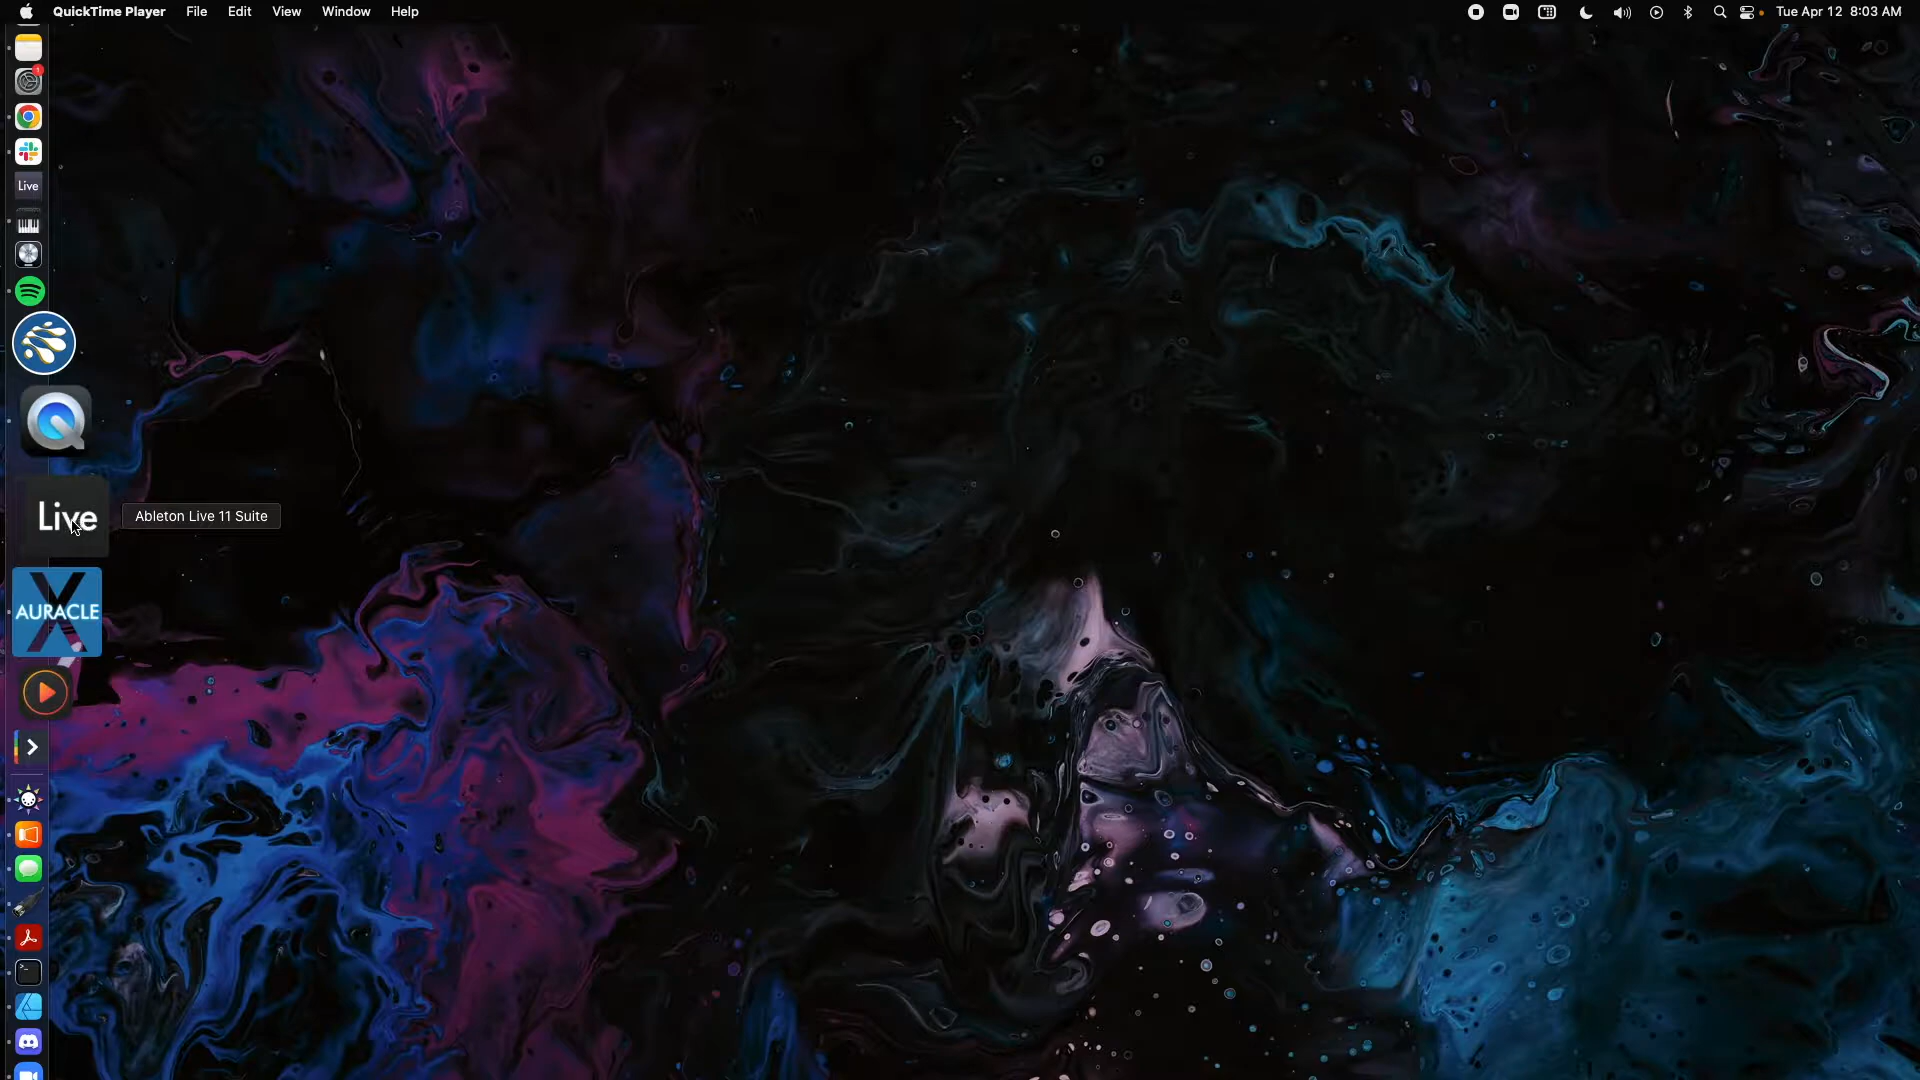 QuickTime Player File Edit View Window Help Tue Apr 12 8:03 AM
1
Live
Live
Ableton Live 11 Suite
X
AURACLE